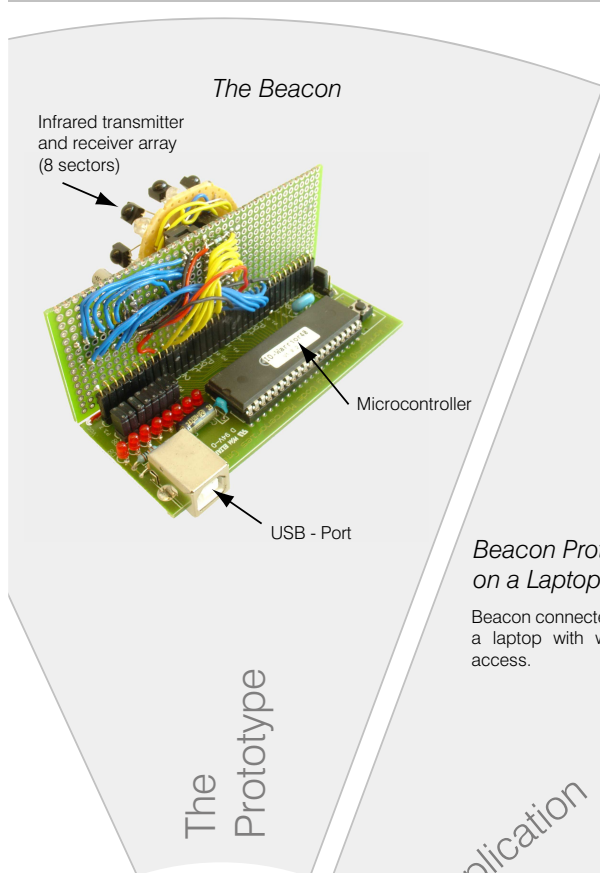 The Beacon
Infrared transmitter
and receiver array
(8 sectors)
Microcontroller
USB - Port
Beacon Prot
on a Laptop
Beacon connecte
a laptop with w
access.
The
Prototype
plication